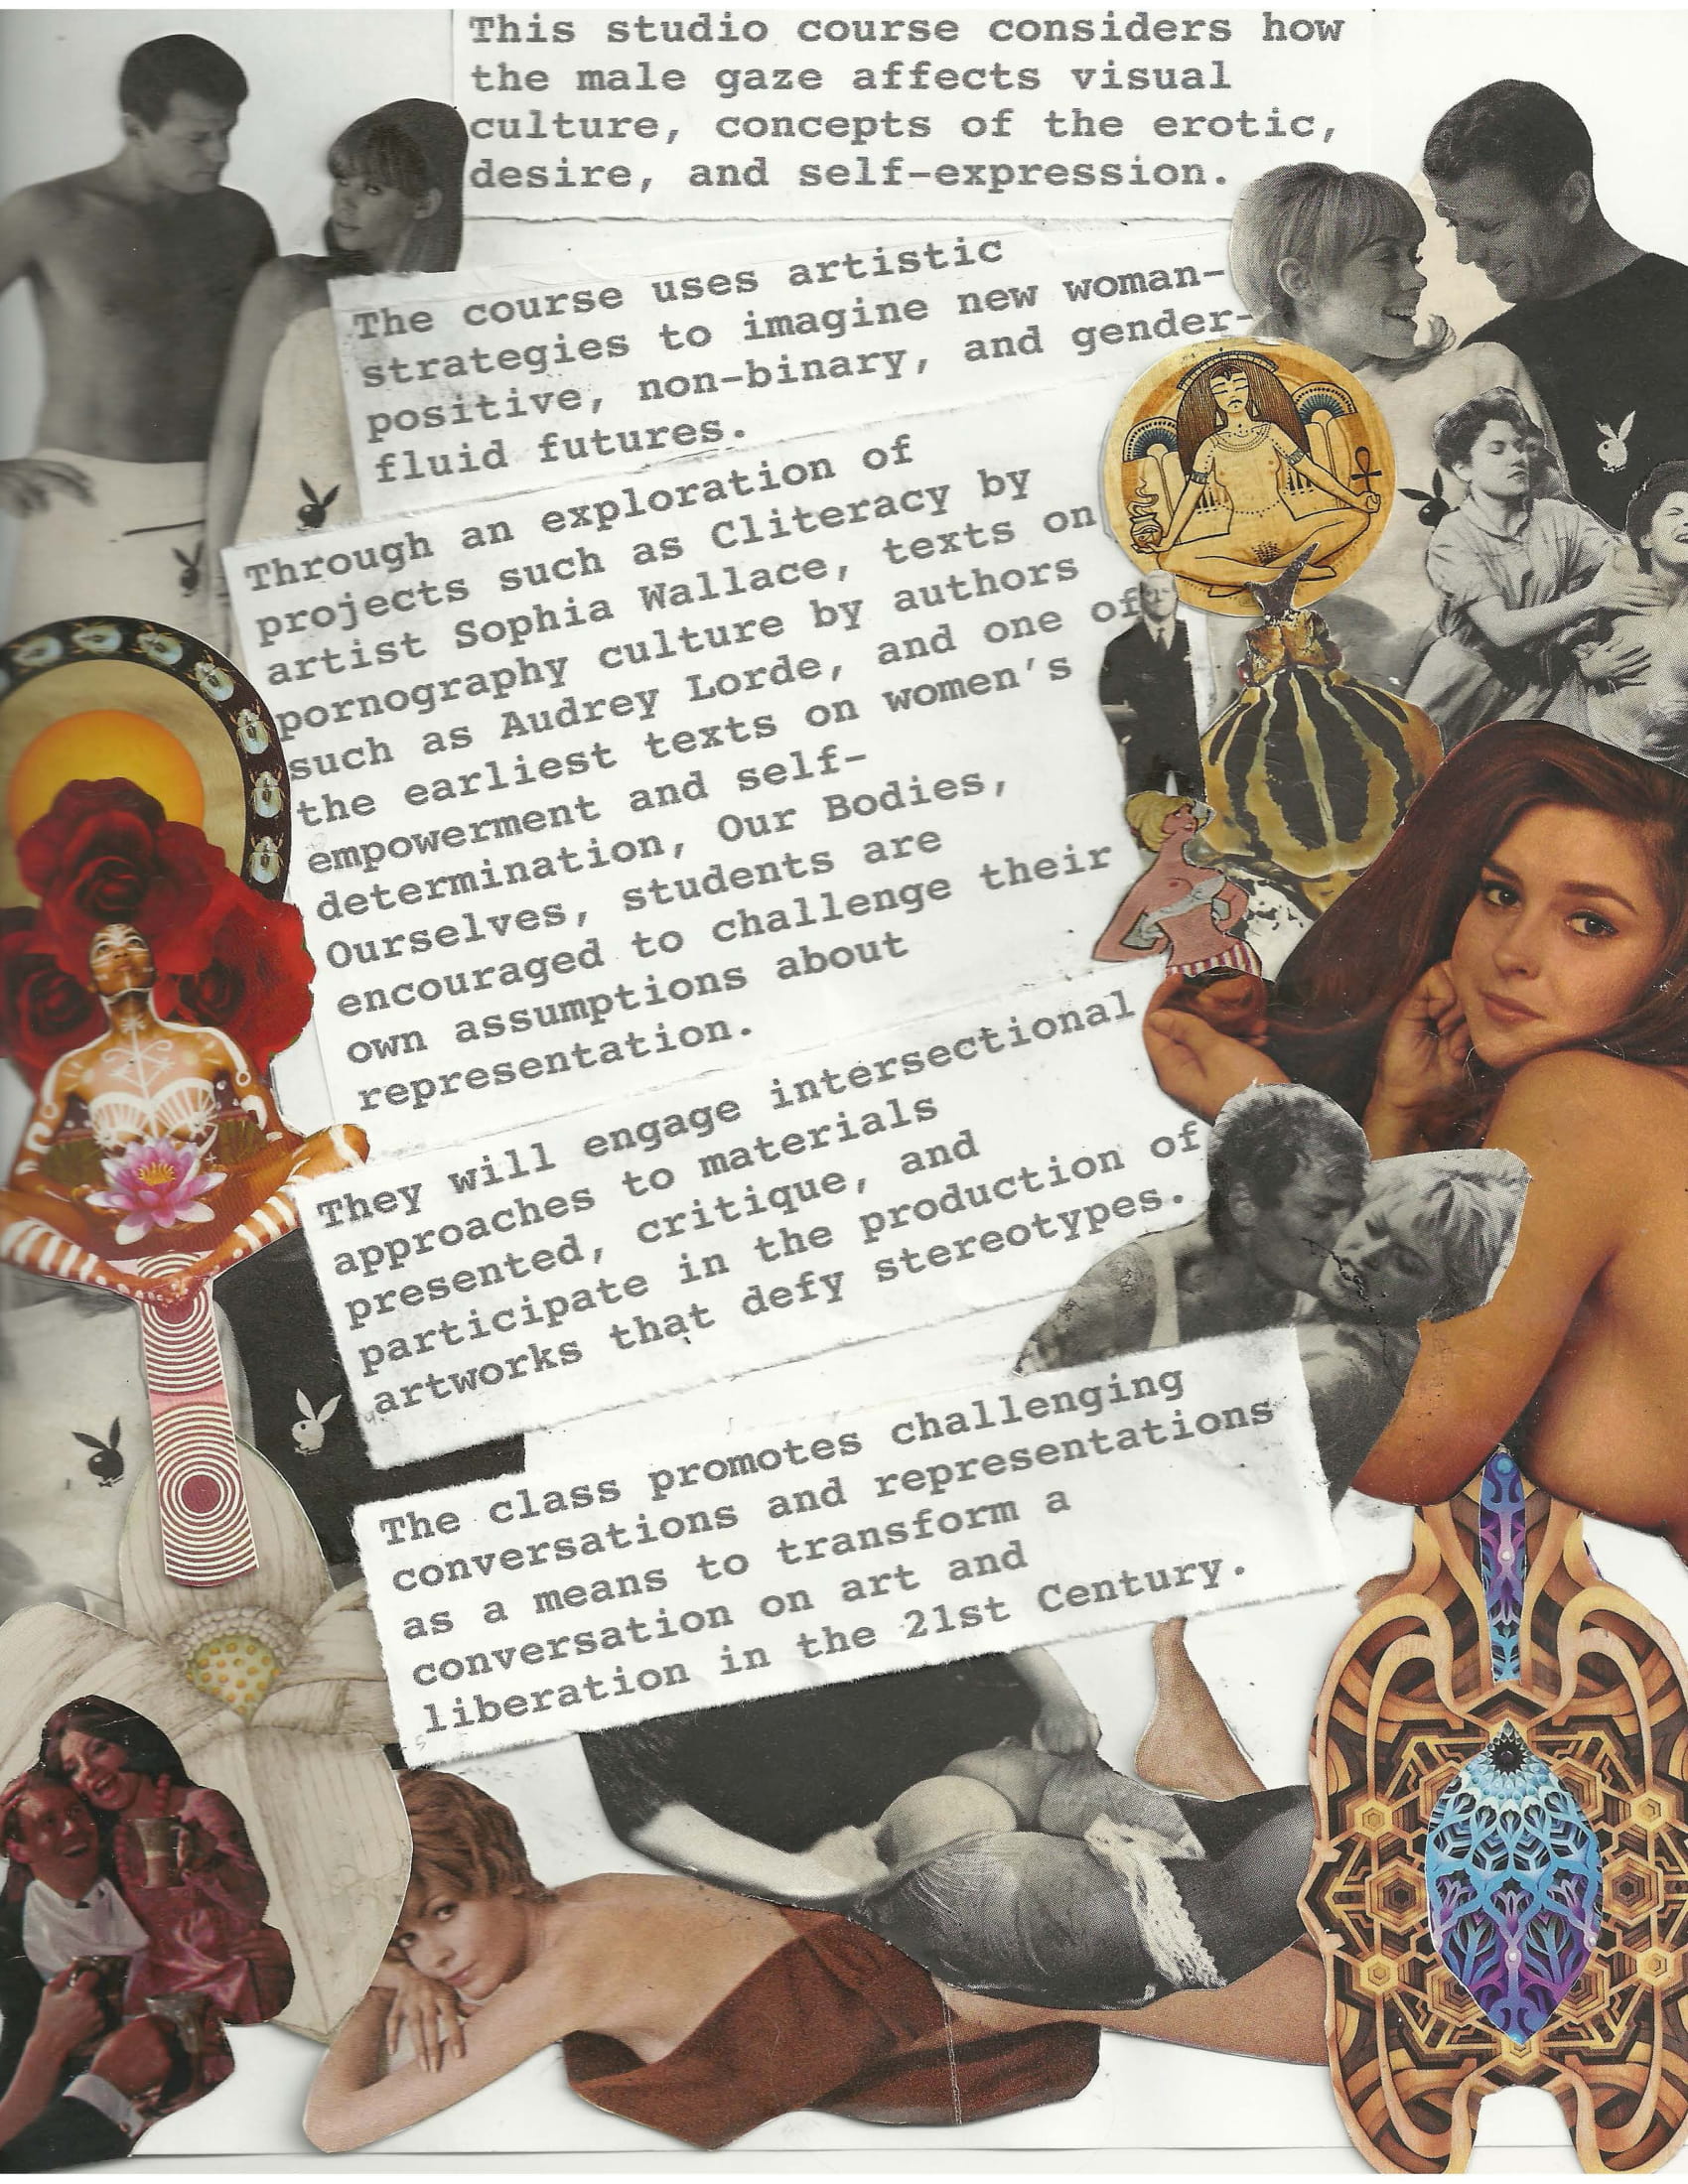 This studio course considers how
the male gaze affects visual
culture, concepts of the erotic,
desire, and self-expression.
The course uses artistic
strategies to imagine new woman-
positive, non-binary, and gender-
fluid futures.
Through an exploration of
projects such as Cliteracy by
artist Sophia Wallace, texts on
pornography culture by authors
such as Audrey Lorde, and one of
the earliest texts on women's
empowerment and self-
determination, Our Bodies,
Ourselves, students are
encouraged to challenge their
own assumptions about
representation.
They will engage intersectional
approaches to materials
presented, critique, and
participate in the production of
artworks that defy stereotypes.
The class promotes challenging
conversations and representations
as a means to transform a
conversation on art and
liberation in the 21st Century.